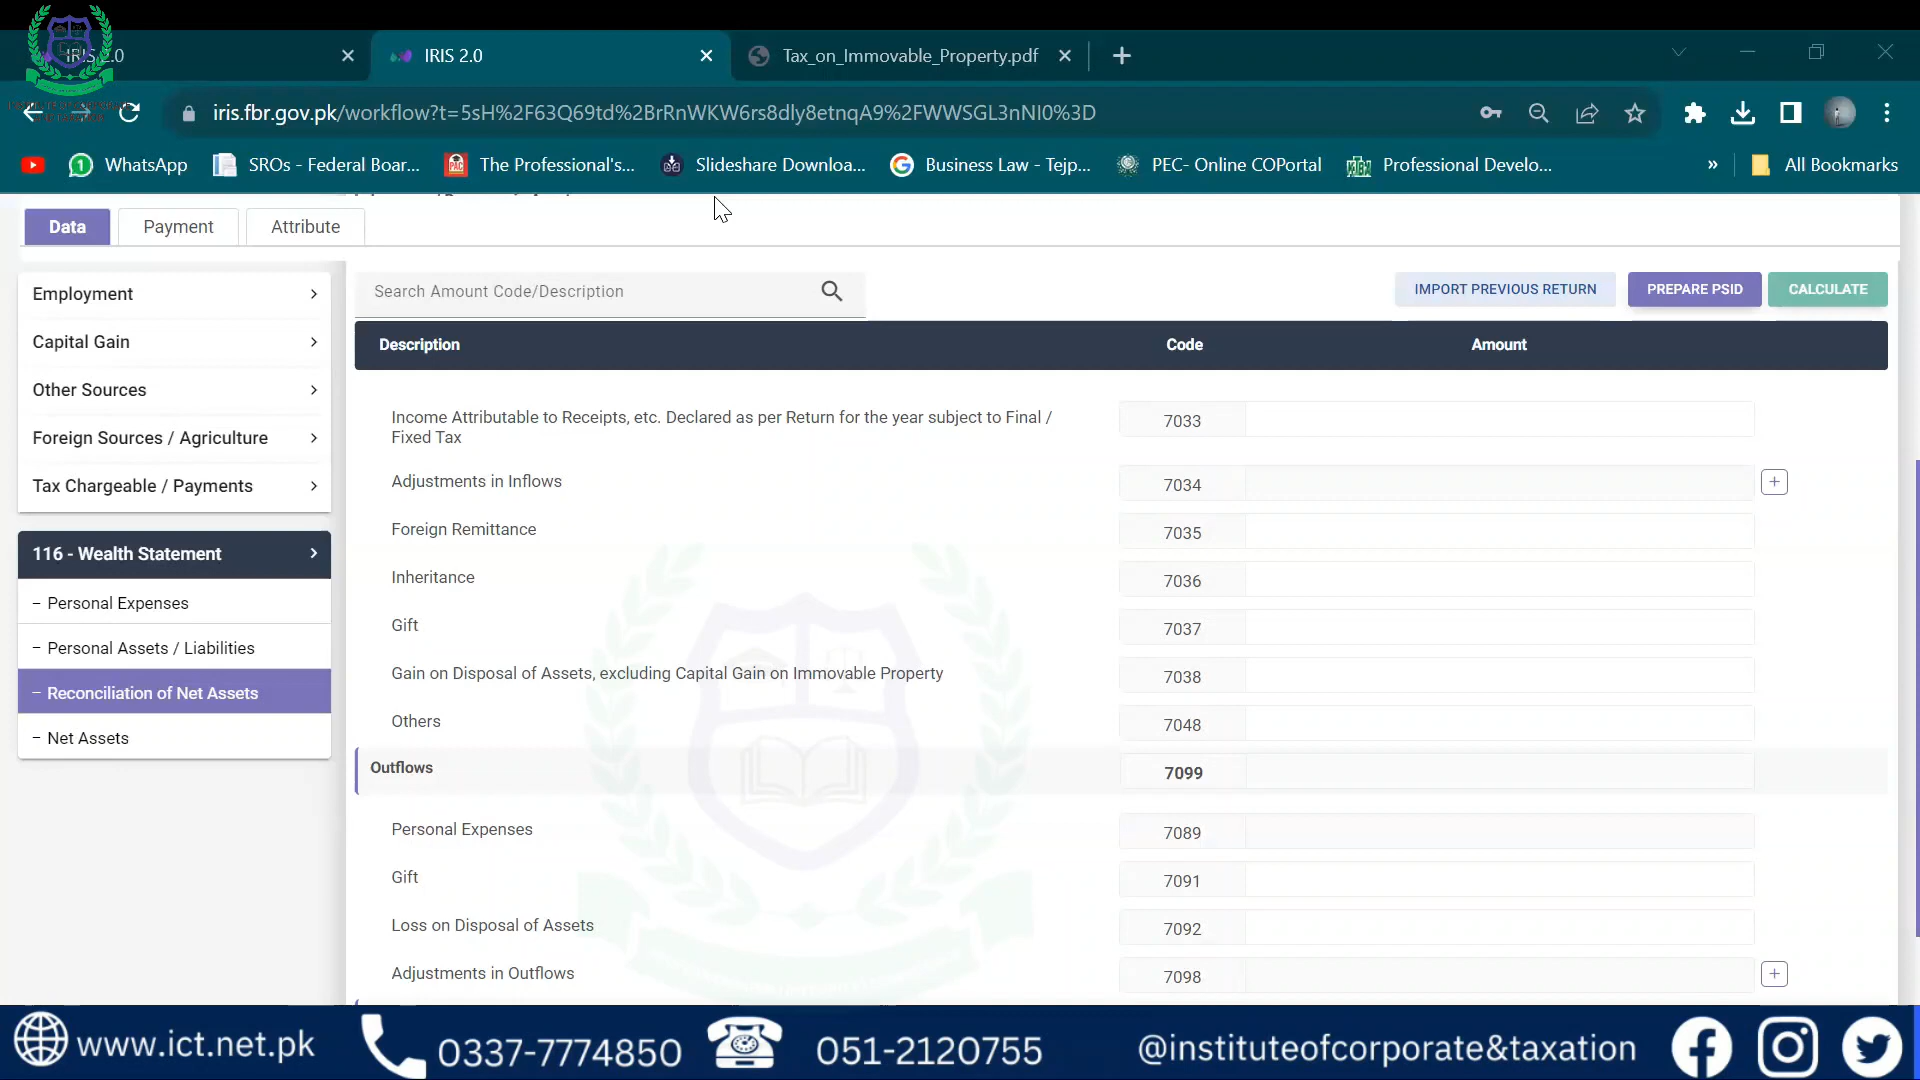 IRIS 2.0
IRIS 2.0
Tax_on_Immovable_Property.pdf
iris.fbr.gov.pk/workflow?t=5sH%2F63Q69td%2BrRnWKW6rs8dly8etnqA9%2FWWSGL3nNI0%3D
WhatsApp
SROs - Federal Boar...
The Professional's...
Slideshare Downloa...
Business Law - Tejp...
PEC- Online COPortal
Professional Develo...
»
All Bookmarks
Data
Payment
Attribute
Employment
Capital Gain
Other Sources
Foreign Sources / Agriculture
Tax Chargeable / Payments
116 - Wealth Statement
– Personal Expenses
– Personal Assets / Liabilities
– Reconciliation of Net Assets
– Net Assets
Search Amount Code/Description
IMPORT PREVIOUS RETURN
PREPARE PSID
CALCULATE
Description Code Amount
Income Attributable to Receipts, etc. Declared as per Return for the year subject to Final /
Fixed Tax
7033
Adjustments in Inflows 7034
Foreign Remittance 7035
Inheritance 7036
Gift 7037
Gain on Disposal of Assets, excluding Capital Gain on Immovable Property 7038
Others 7048
Outflows 7099
Personal Expenses 7089
Gift 7091
Loss on Disposal of Assets 7092
Adjustments in Outflows 7098
www.ict.net.pk
0337-7774850
051-2120755
@instituteofcorporate&taxation